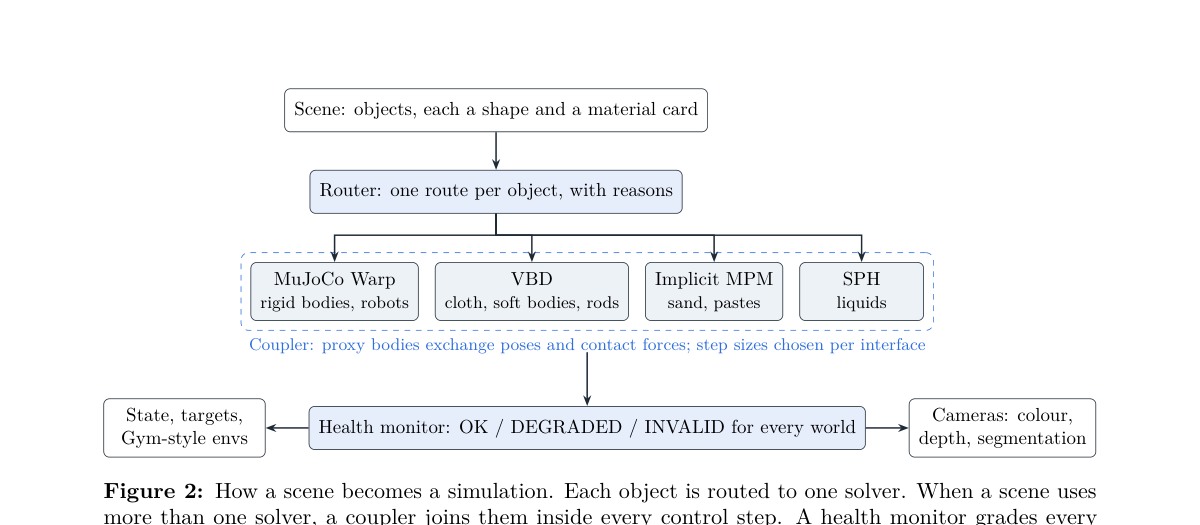 Scene: objects, each a shape and a material card
Router: one route per object, with reasons
MuJoCo Warp
rigid bodies, robots
VBD
cloth, soft bodies, rods
Implicit MPM
sand, pastes
SPH
liquids
Coupler: proxy bodies exchange poses and contact forces; step sizes chosen per interface
State, targets,
Gym-style envs
Health monitor: OK / DEGRADED / INVALID for every world
Cameras: colour,
depth, segmentation
Figure 2: How a scene becomes a simulation. Each object is routed to one solver. When a scene uses
more than one solver, a coupler joins them inside every control step. A health monitor grades every